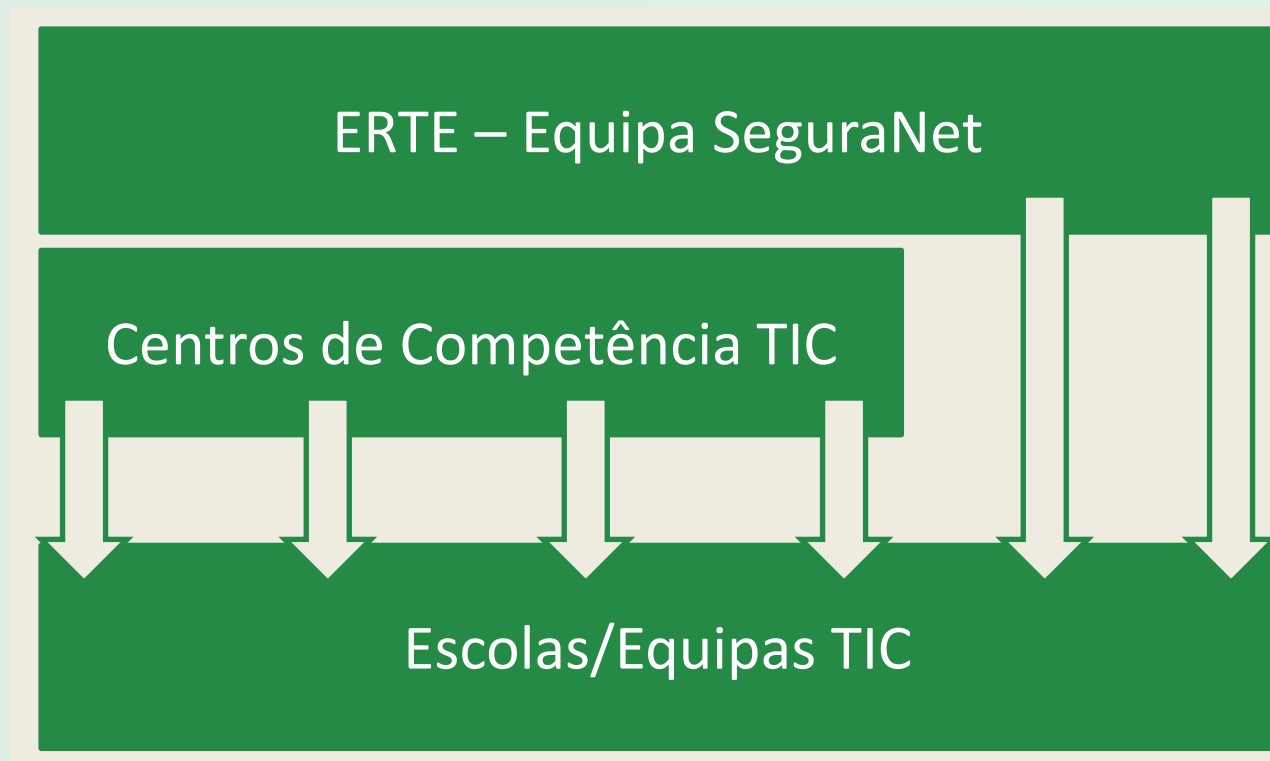 ERTE – Equipa SeguraNet
Centros de Competência TIC
Escolas/Equipas TIC